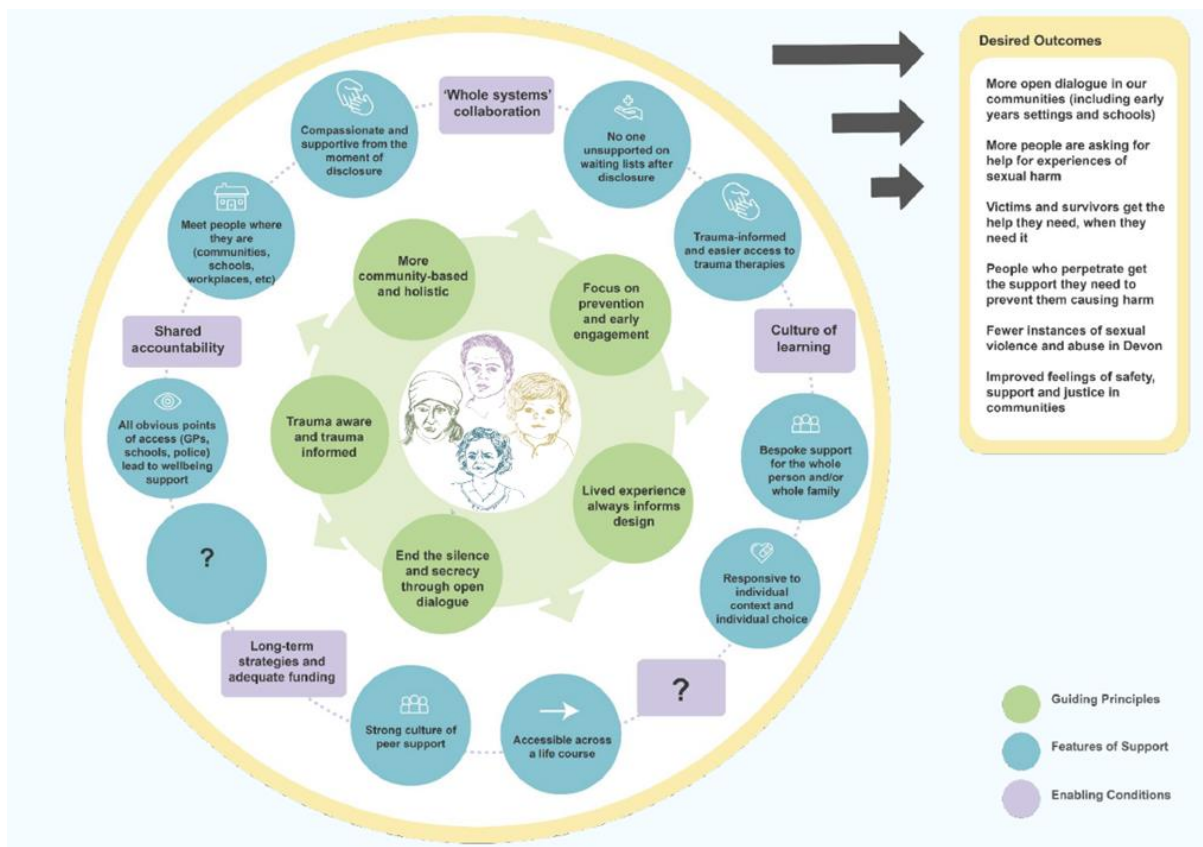 'Whole systems'
collaboration
Compassionate and
supportive from the
moment of
disclosure
No one
unsupported on
waiting lists after
disclosure
Meet people where
they are
(communities,
schools,
workplaces, etc)
Trauma-informed
and easier access to
trauma therapies
Shared
accountability
Culture of
learning
All obvious points
of access (GPs,
schools, police)
lead to wellbeing
support
Bespoke support
for the whole
person and/or
whole family
?
Responsive to
individual
context and
individual choice
Long-term
strategies and
adequate funding
?
Strong culture of
peer support
Accessible across
a life course
More
community-based
and holistic
Focus on
prevention
and early
engagement
Trauma aware
and trauma
informed
Lived experience
always informs
design
End the silence
and secrecy
through open
dialogue
Desired Outcomes
More open dialogue in our
communities (including early
years settings and schools)
More people are asking for
help for experiences of
sexual harm
Victims and survivors get the
help they need, when they
need it
People who perpetrate get
the support they need to
prevent them causing harm
Fewer instances of sexual
violence and abuse in Devon
Improved feelings of safety,
support and justice in
communities
Guiding Principles
Features of Support
Enabling Conditions